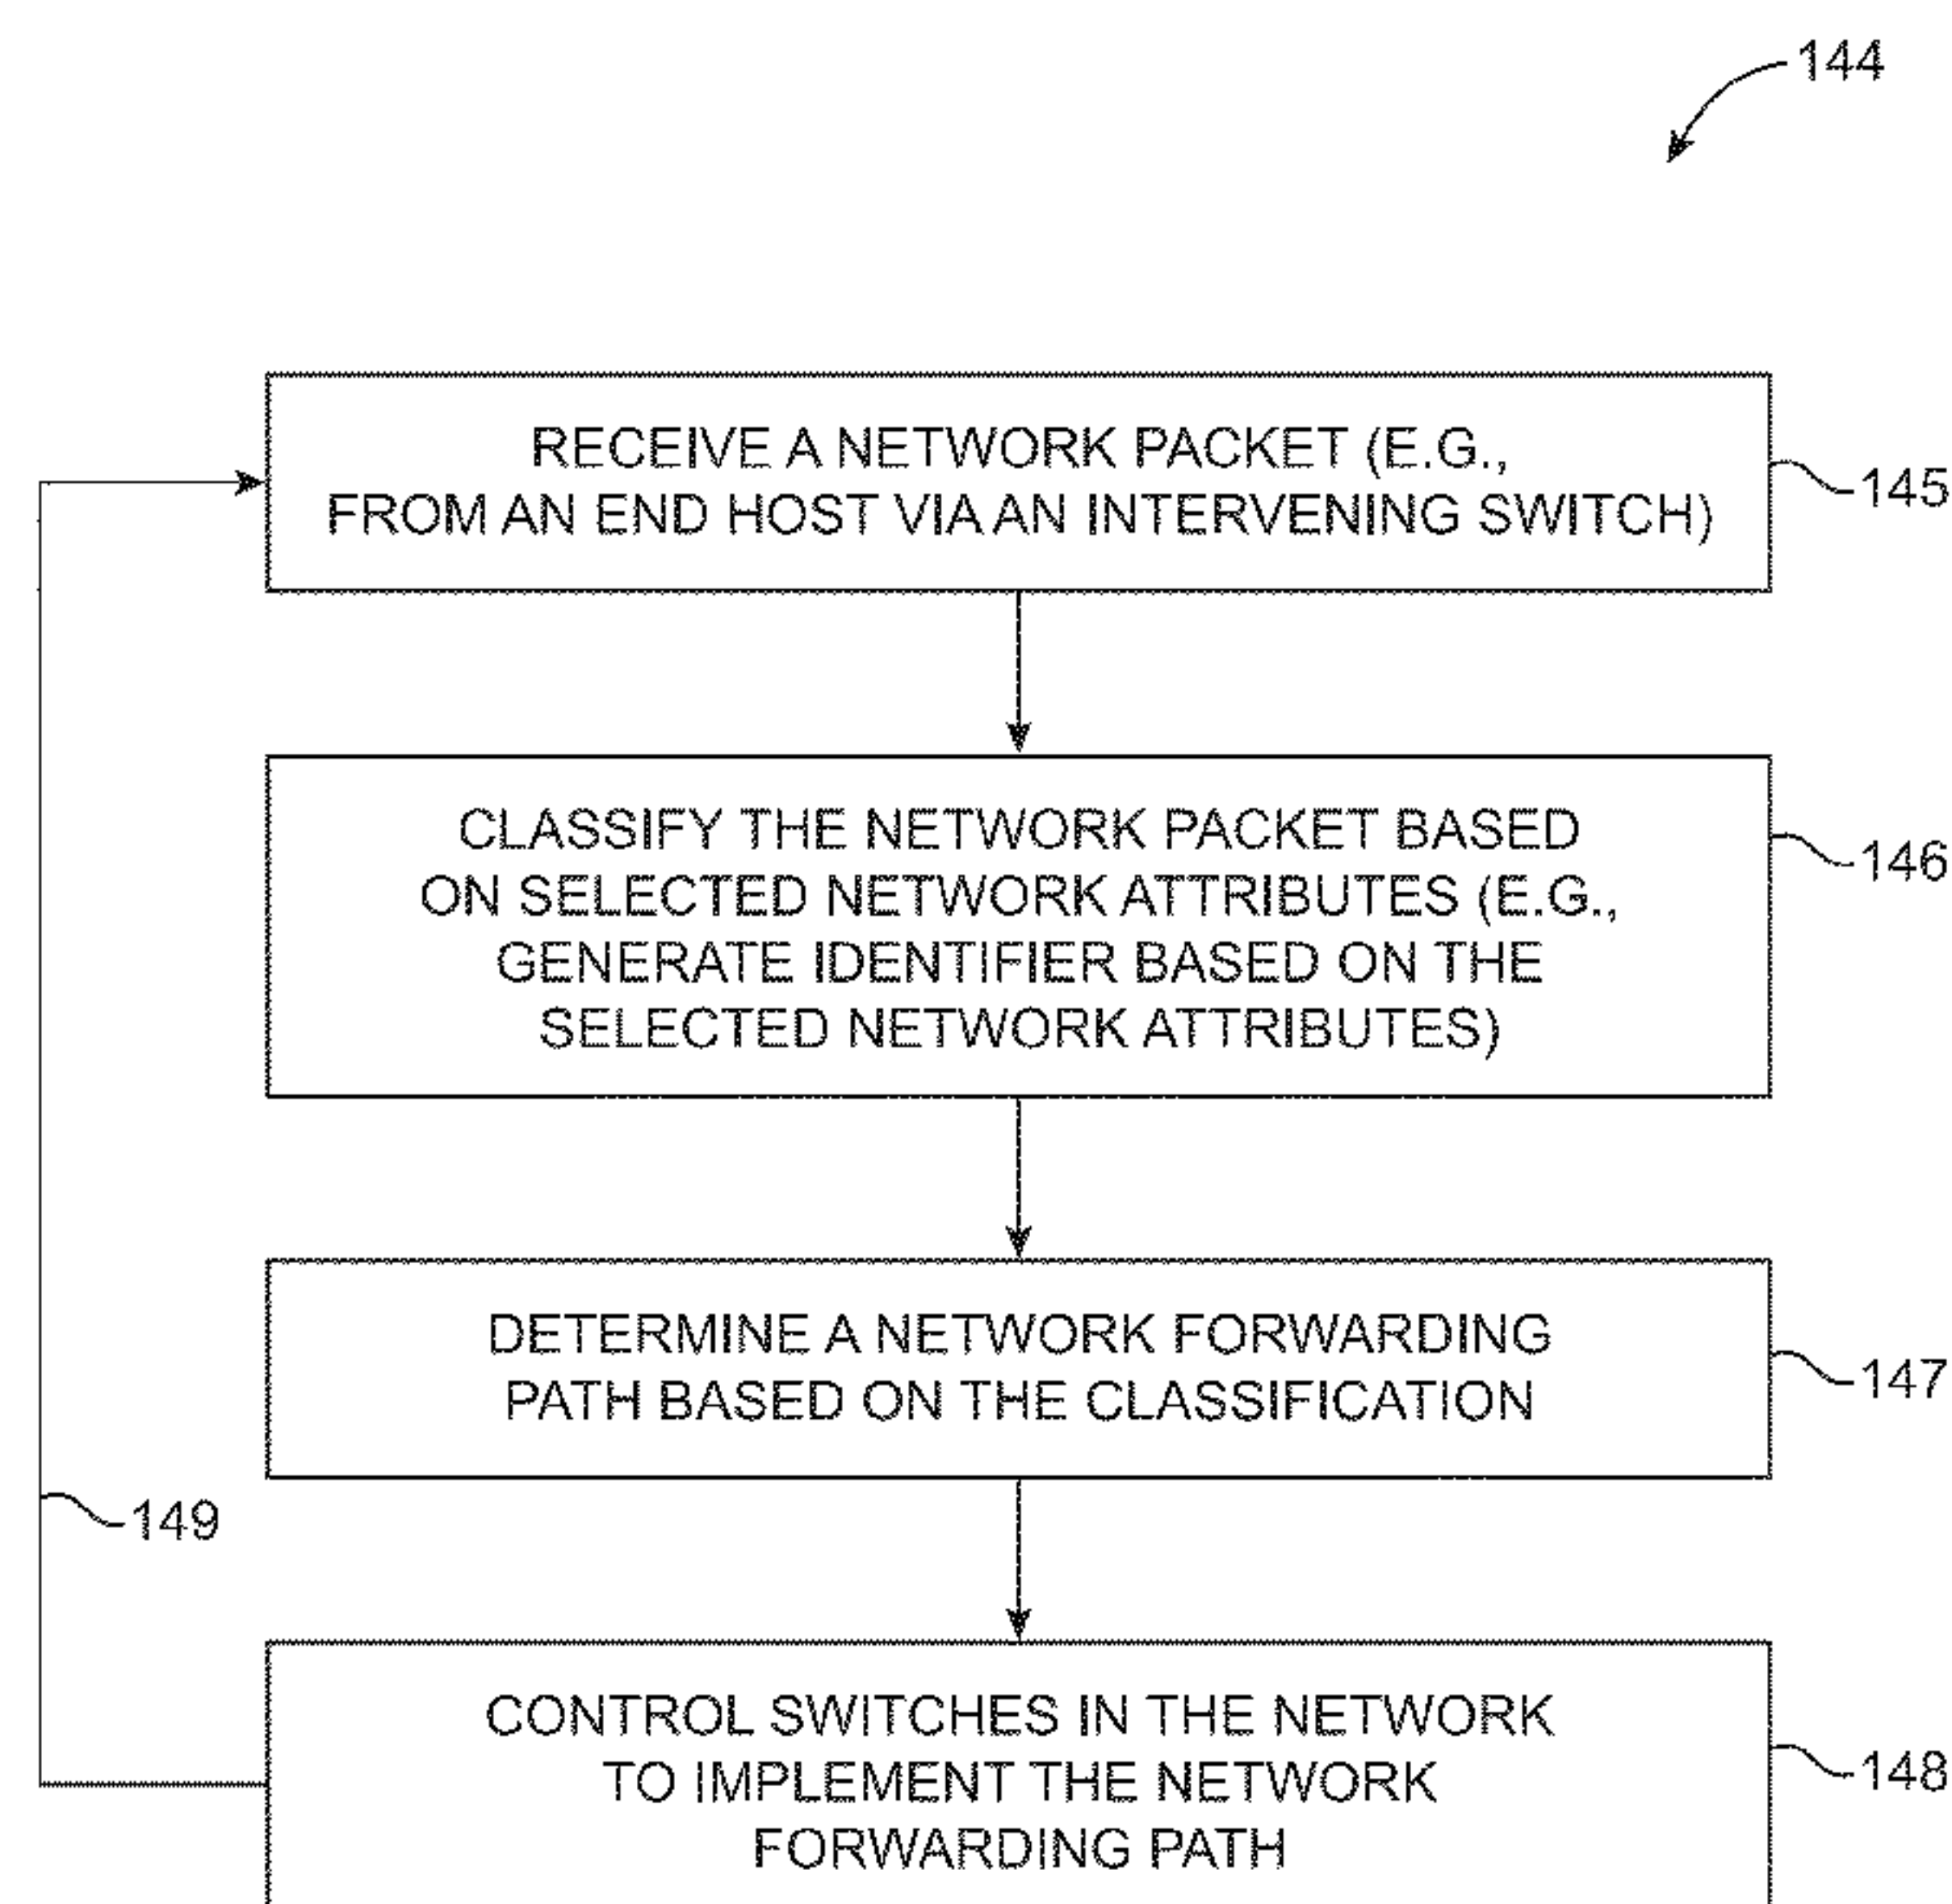 144
RECEIVE A NETWORK PACKET (E.G.,
FROM AN END HOST VIA AN INTERVENING SWITCH)
145
CLASSIFY THE NETWORK PACKET BASED
ON SELECTED NETWORK ATTRIBUTES (E.G.,
GENERATE IDENTIFIER BASED ON THE
SELECTED NETWORK ATTRIBUTES)
146
DETERMINE A NETWORK FORWARDING
PATH BASED ON THE CLASSIFICATION
147
149
CONTROL SWITCHES IN THE NETWORK
TO IMPLEMENT THE NETWORK
FORWARDING PATH
148